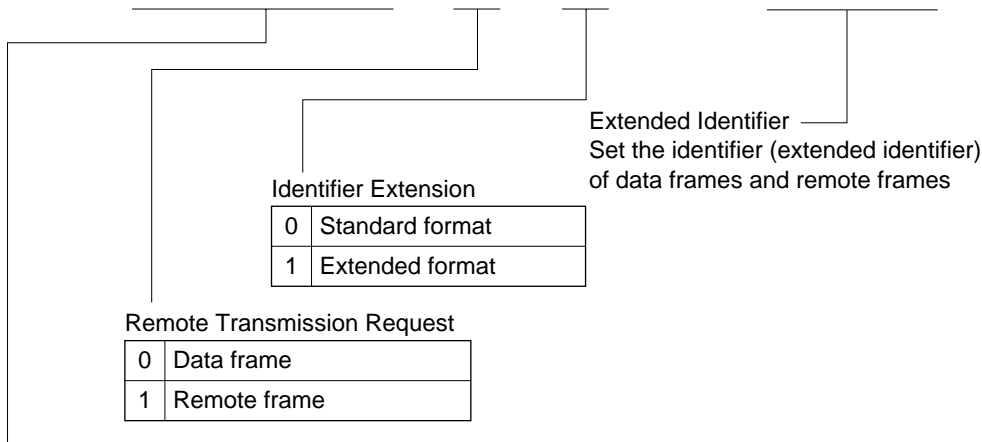 Extended Identifier
Set the identifier (extended identifier)
of data frames and remote frames
Identifier Extension
0 Standard format
1 Extended format
Remote Transmission Request
0 Data frame
1 Remote frame